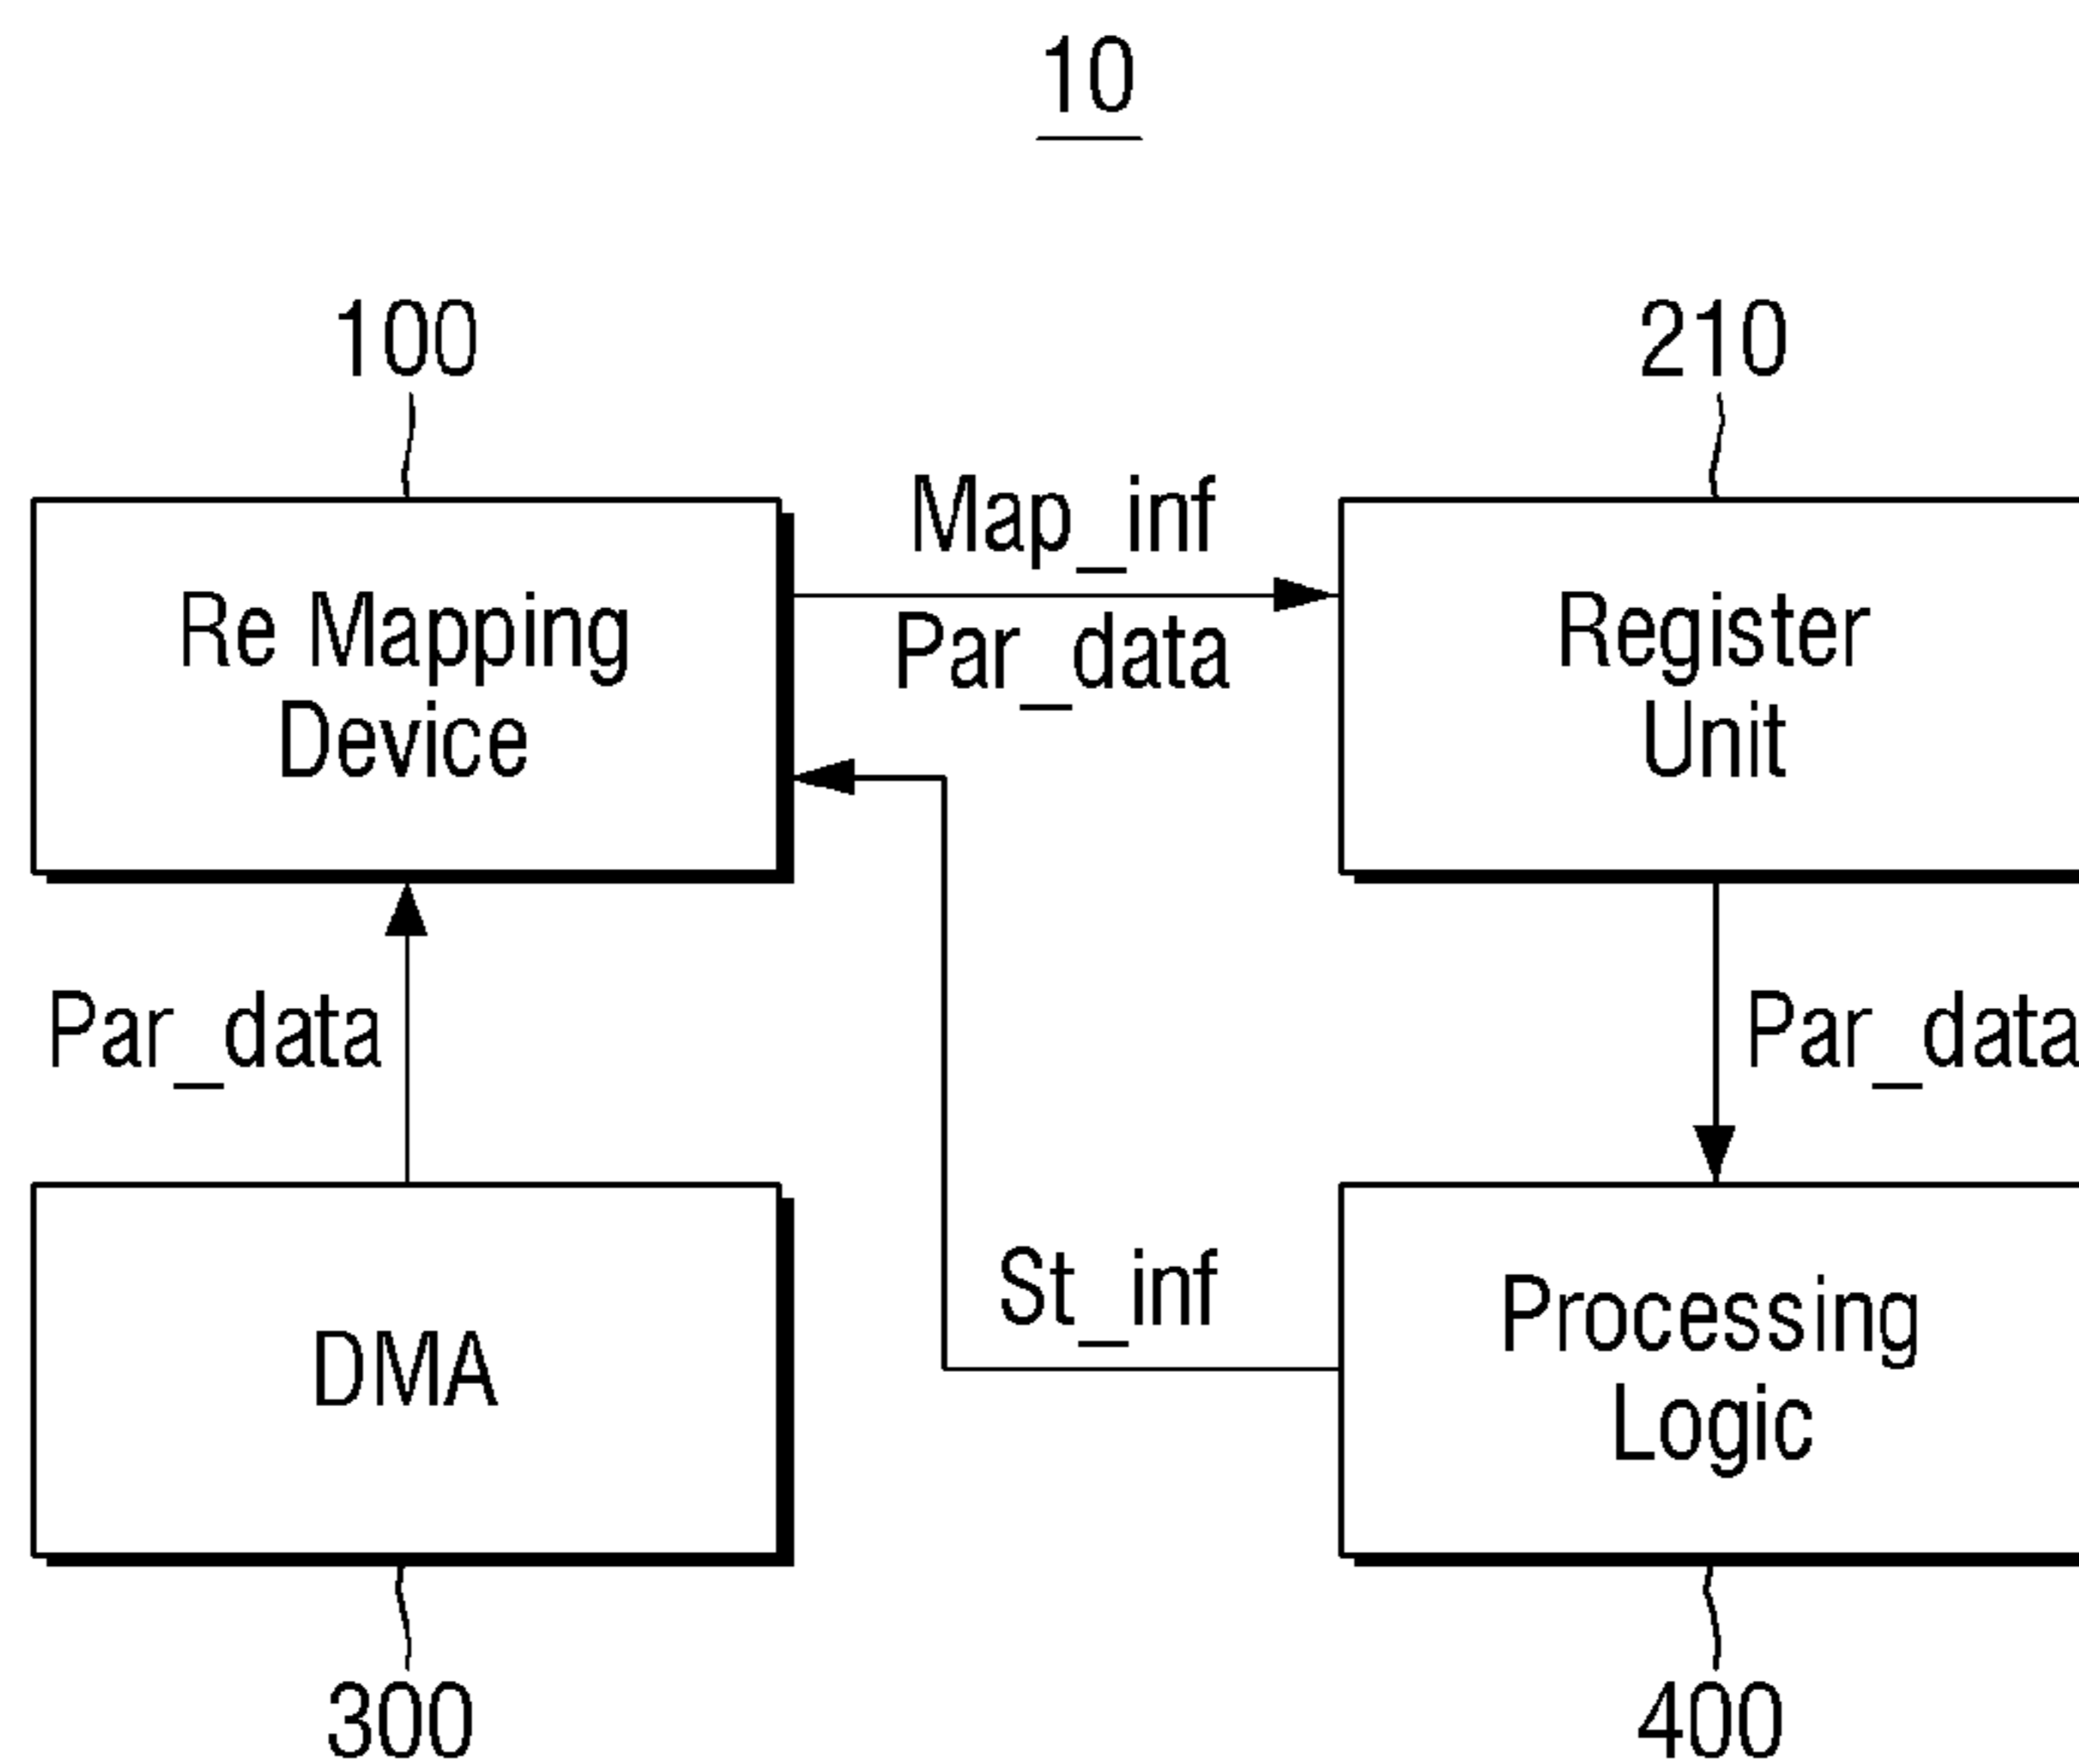 10
100
210
Map_inf
Re Mapping
Device
Par_data
Register
Unit
Par_data
Par_data
St_inf
DMA
Processing
Logic
300
400